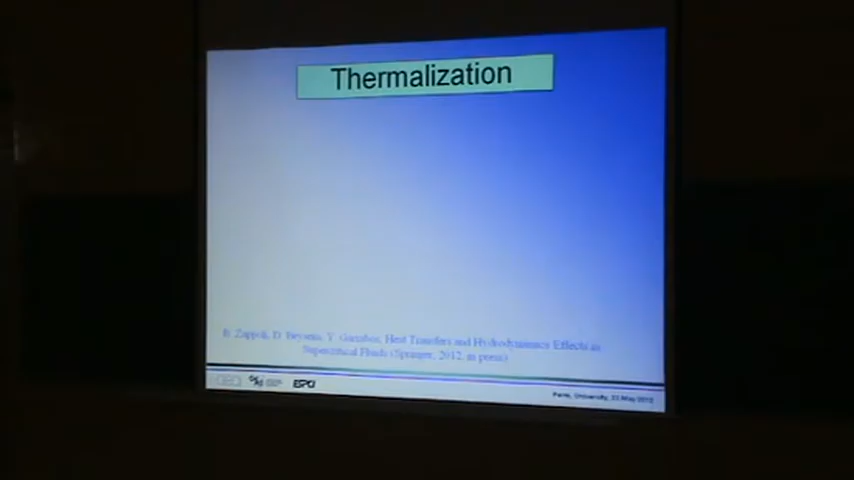 Thermalization
B. Zappoli, D. Beysens, Y. Garrabos, Heat Transfers and Hydrodynamics Effects in
Supercritical Fluids (Springer, 2012, in press)
ESPCI
University, 22 May 2012